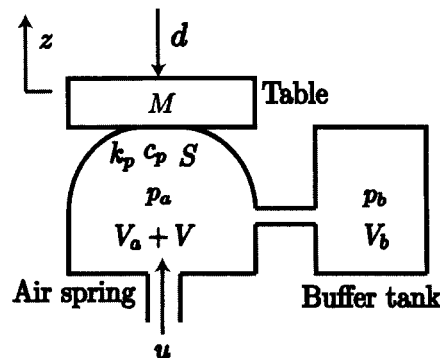 z
d
M
Table
k_p c_p S
p_a
p_b
V_a + V
V_b
Air spring
Buffer tank
u